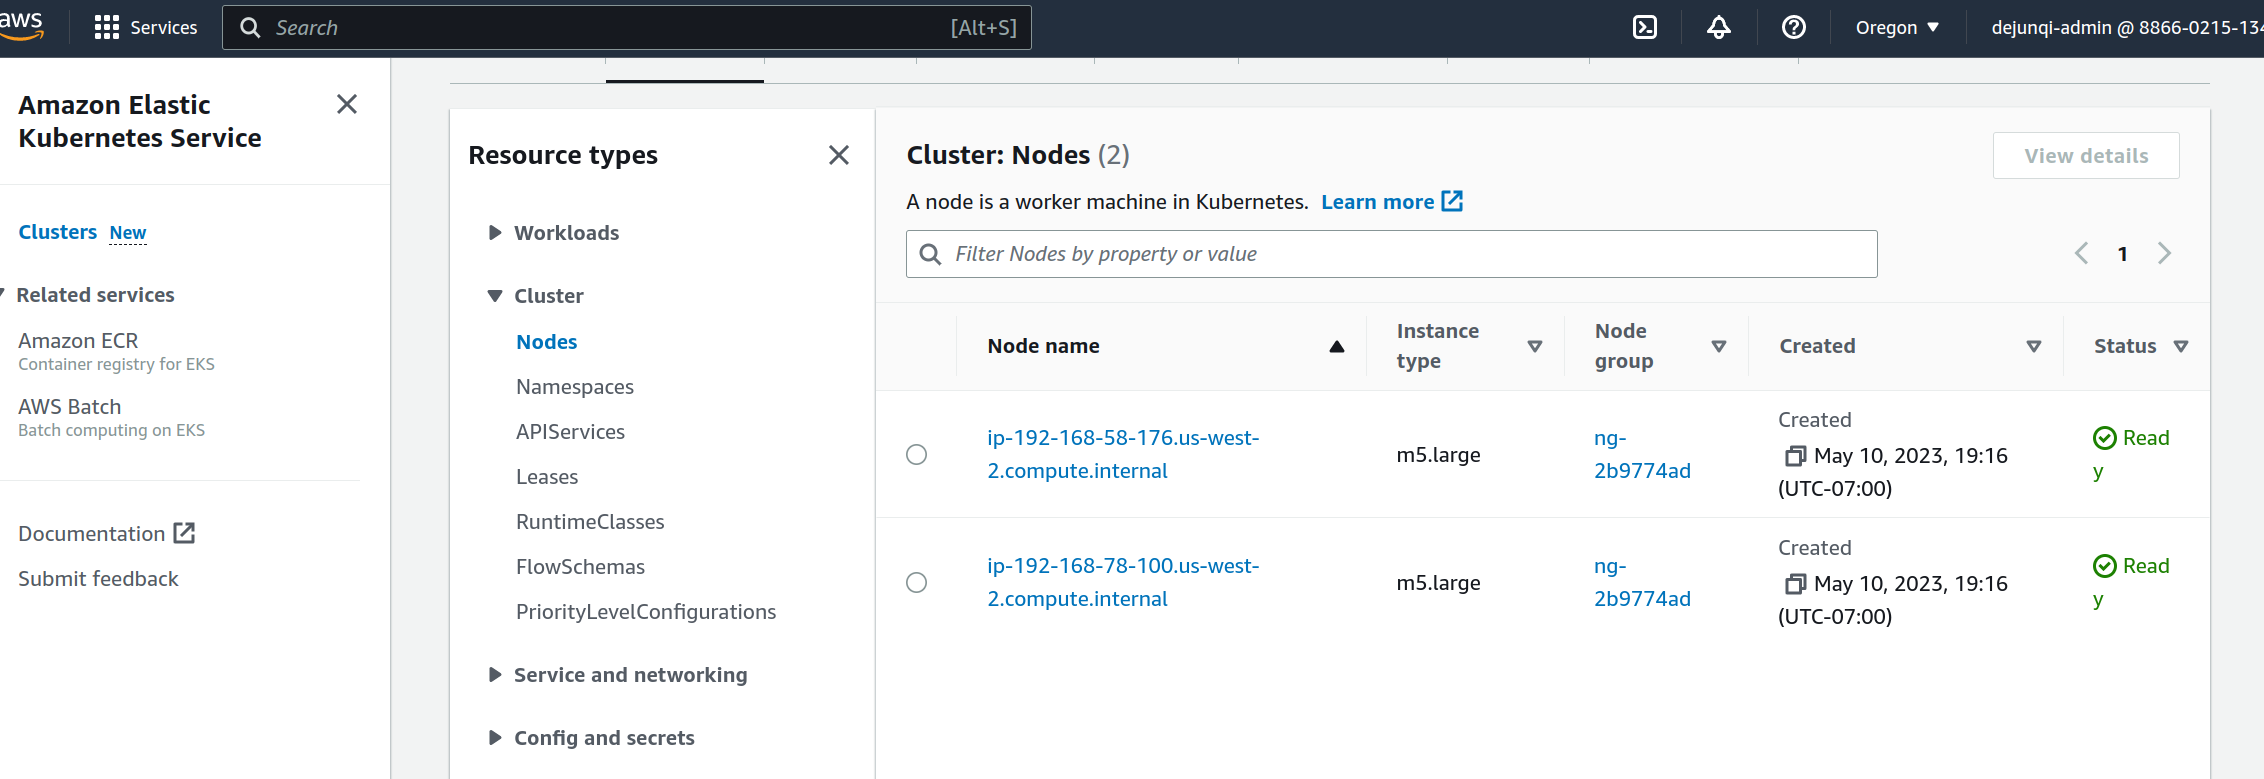 aws
Services
Search
[Alt+S]
Oregon
dejunqi-admin @ 8866-0215-134
Amazon Elastic
Kubernetes Service
Clusters New
Related services
Amazon ECR
Container registry for EKS
AWS Batch
Batch computing on EKS
Documentation
Submit feedback
Resource types
Workloads
Cluster
Nodes
Namespaces
APIServices
Leases
RuntimeClasses
FlowSchemas
PriorityLevelConfigurations
Service and networking
Config and secrets
Cluster: Nodes (2)
View details
A node is a worker machine in Kubernetes. Learn more
Filter Nodes by property or value
1
Node name
Instance
type
Node
group
Created
Status
ip-192-168-58-176.us-west-
2.compute.internal
m5.large
ng-
2b9774ad
Created
May 10, 2023, 19:16
(UTC-07:00)
Read
y
ip-192-168-78-100.us-west-
2.compute.internal
m5.large
ng-
2b9774ad
Created
May 10, 2023, 19:16
(UTC-07:00)
Read
y